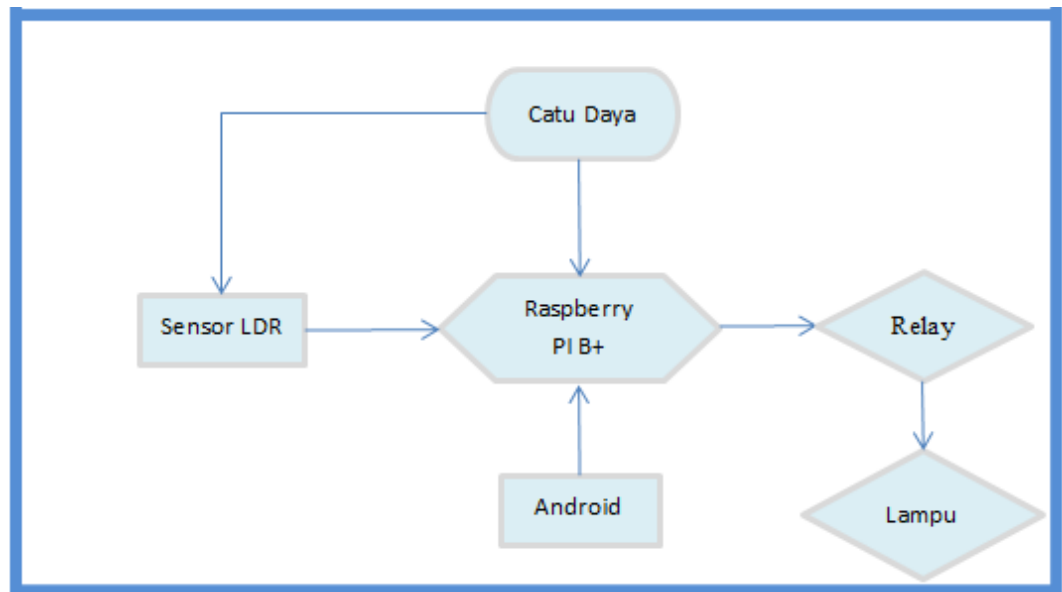 Catu Daya
Sensor LDR
Raspberry
PI B+
Relay
Android
Lampu